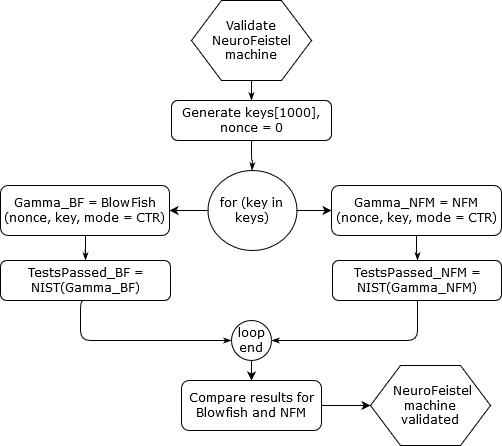 Validate
NeuroFeistel
machine
Generate keys[1000],
nonce = 0
for (key in
keys)
Gamma_BF = BlowFish
(nonce, key, mode = CTR)
Gamma_NFM = NFM
(nonce, key, mode = CTR)
TestsPassed_BF =
NIST(Gamma_BF)
TestsPassed_NFM =
NIST(Gamma_NFM)
loop
end
Compare results for
Blowfish and NFM
NeuroFeistel
machine
validated